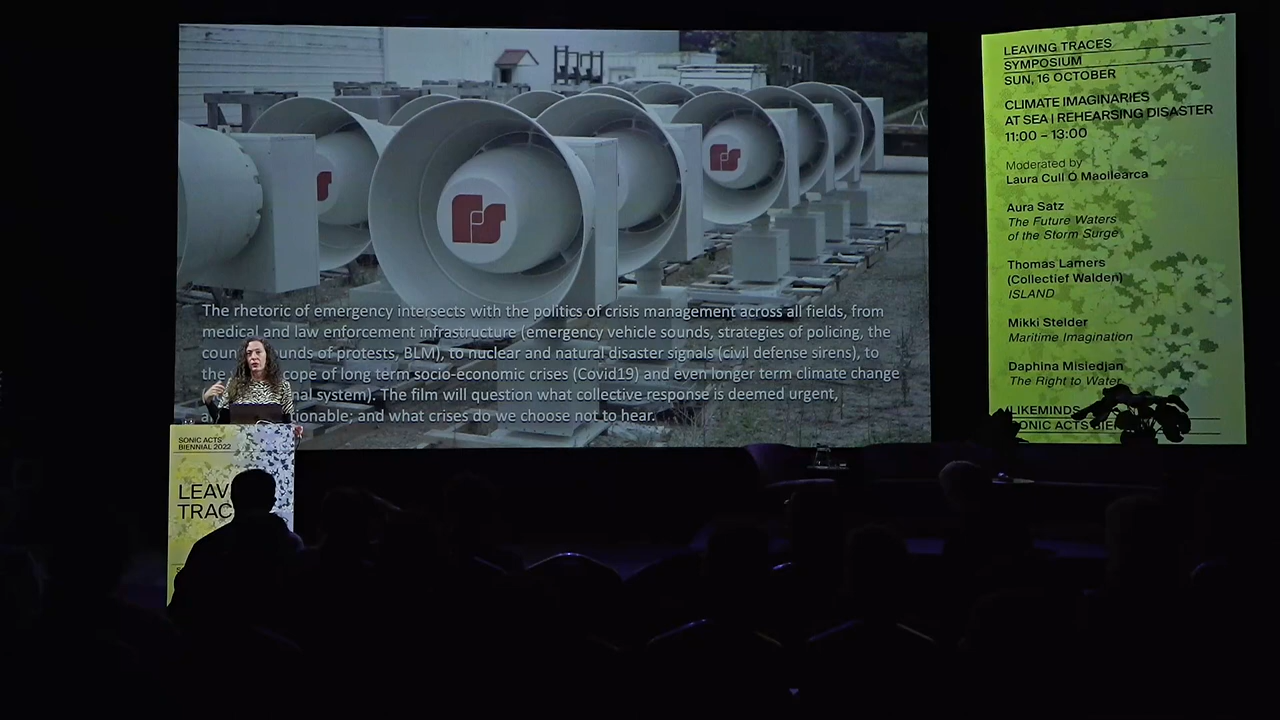 The rhetoric of emergency intersects with the politics of crisis management across all fields, from
medical and law enforcement infrastructure (emergency vehicle sounds, strategies of policing, the
sounds of protests, BLM), to nuclear and natural disaster signals (civil defense sirens), to
the scope of long term socio-economic crises (Covid19) and even longer term climate change
system). The film will question what collective response is deemed urgent,
and what crises do we choose not to hear.
LEAVING TRACES
SYMPOSIUM
SUN, 16 OCTOBER
CLIMATE IMAGINARIES
AT SEA | REHEARSING DISASTER
11:00 – 13:00
Moderated by
Laura Cull Ó Maoilearca
Aura Satz
The Future Waters
of the Storm Surge
Thomas Lamers
(Collectief Walden)
ISLAND
Mikki Stelder
Maritime Imagination
Daphina Misiedjan
The Right to Water
LIKEMINDS
SONIC ACTS
SONIC ACTS
BIENNIAL 2022
LEAV
TRAC